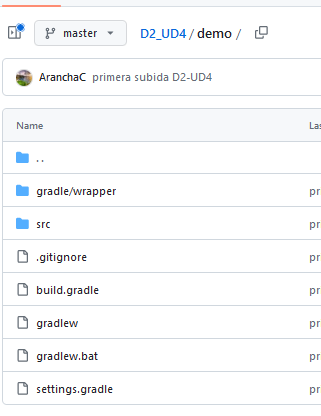 master D2_UD4 / demo /
AranchaC primera subida D2-UD4
Name Las
..
gradle/wrapper pr
src pr
.gitignore pr
build.gradle pr
gradlew pr
gradlew.bat pr
settings.gradle pr